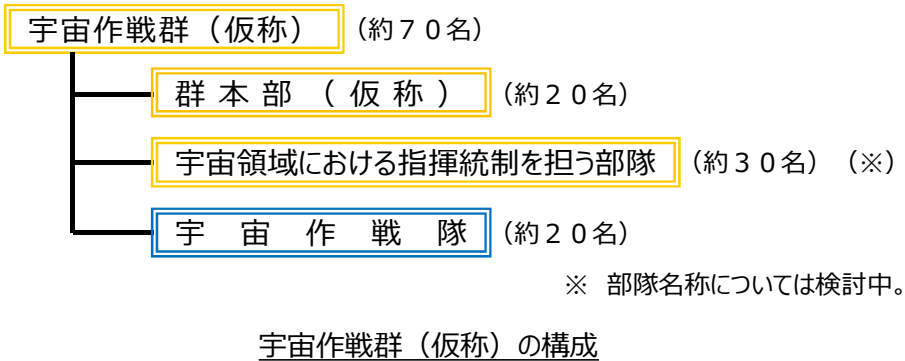 宇宙作戦群（仮称） （約７０名）
群本部（仮称） （約２０名）
宇宙領域における指揮統制を担う部隊 （約３０名）（※）
宇宙作戦隊 （約２０名）
※ 部隊名称については検討中。
宇宙作戦群（仮称）の構成